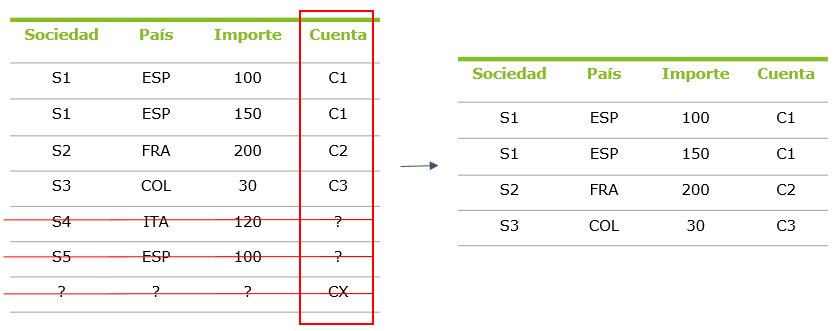 Sociedad País Importe Cuenta
S1 ESP 100 C1
S1 ESP 150 C1
S2 FRA 200 C2
S3 COL 30 C3
S4 ITA 120 ?
S5 ESP 100 ?
? ? ? CX
Sociedad País Importe Cuenta
S1 ESP 100 C1
S1 ESP 150 C1
S2 FRA 200 C2
S3 COL 30 C3